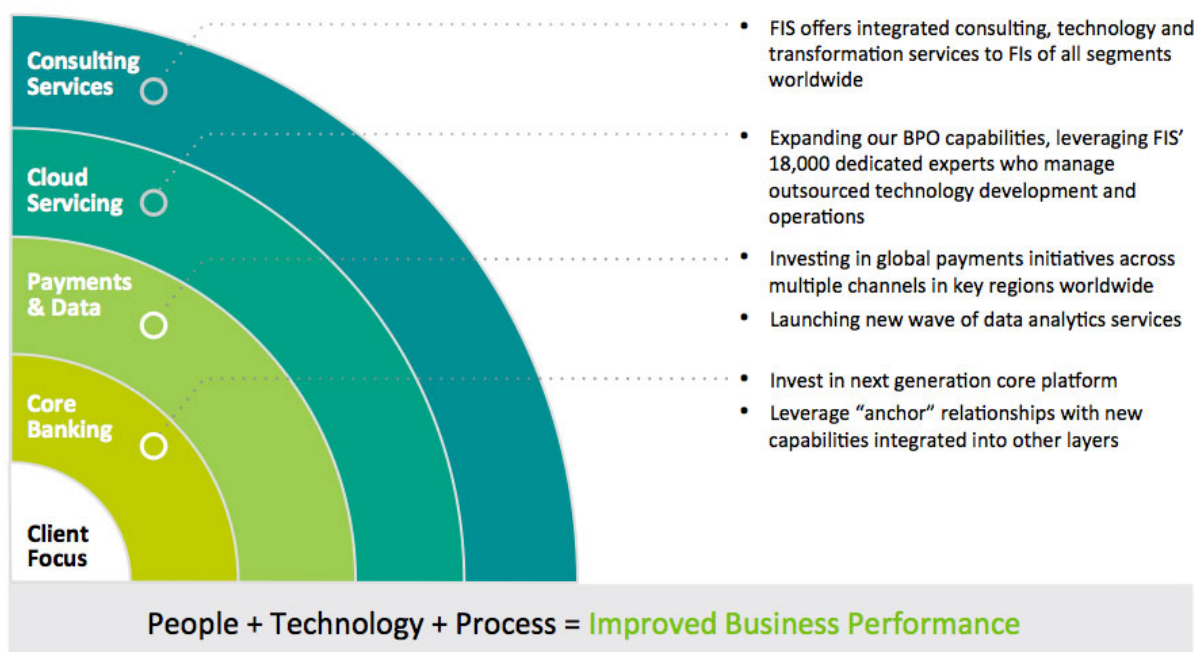 Consulting
Services
• FIS offers integrated consulting, technology and
transformation services to FIs of all segments
worldwide
Cloud
Servicing
• Expanding our BPO capabilities, leveraging FIS’
18,000 dedicated experts who manage
outsourced technology development and
operations
Payments
& Data
• Investing in global payments initiatives across
multiple channels in key regions worldwide
• Launching new wave of data analytics services
Core
Banking
• Invest in next generation core platform
• Leverage “anchor” relationships with new
capabilities integrated into other layers
Client
Focus
People + Technology + Process = Improved Business Performance